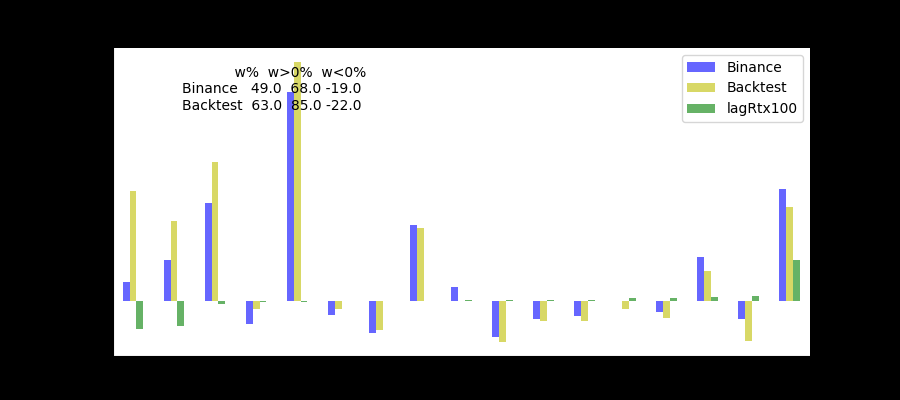 w% w>0% w<0%
Binance 49.0 68.0 -19.0
Backtest 63.0 85.0 -22.0
Binance
Backtest
lagRtx100